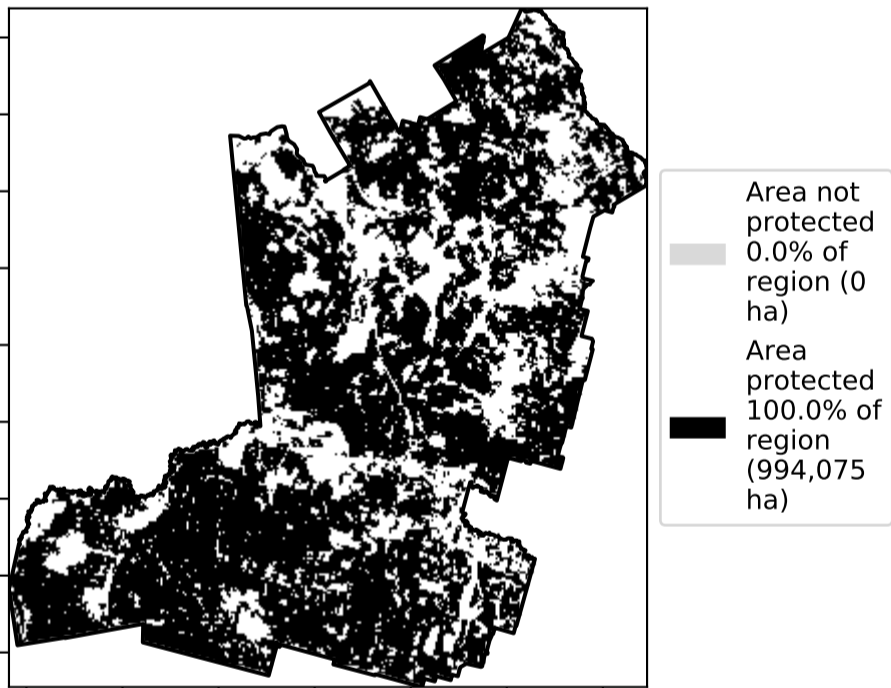 Area not
protected
0.0% of
region (0
ha)
Area
protected
100.0% of
region
(994,075
ha)